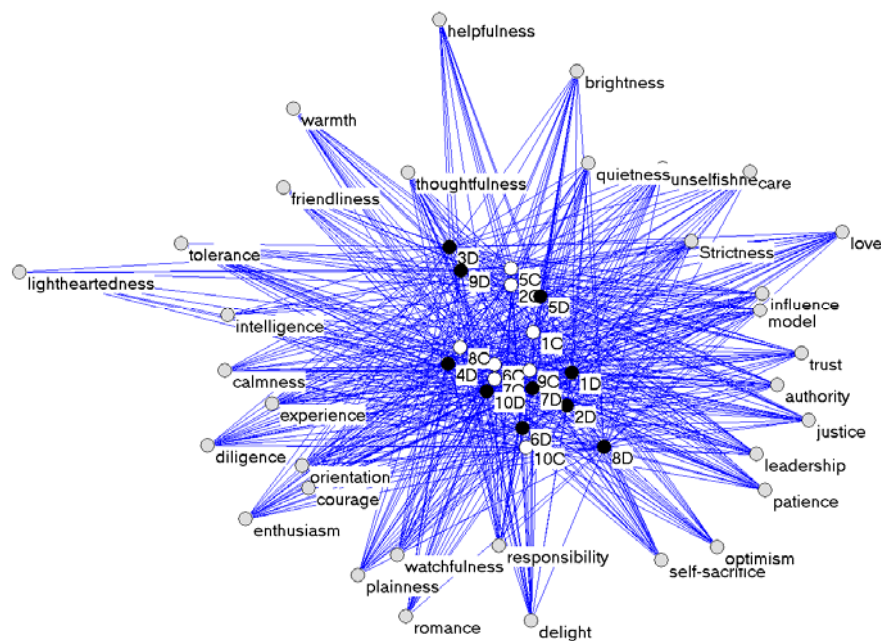 helpfulness
brightness
warmth
thoughtfulness
quietness
unselfishne
care
friendliness
tolerance
Strictness
love
3D
5C
lightheartedness
9D
2C
5D
influence
model
intelligence
1C
8C
trust
calmness
4D
6C
9C
1D
7C
authority
experience
10D
7D
2D
justice
diligence
6D
10C
8D
leadership
orientation
courage
patience
enthusiasm
responsibility
optimism
watchfulness
self-sacrifice
plainness
romance
delight